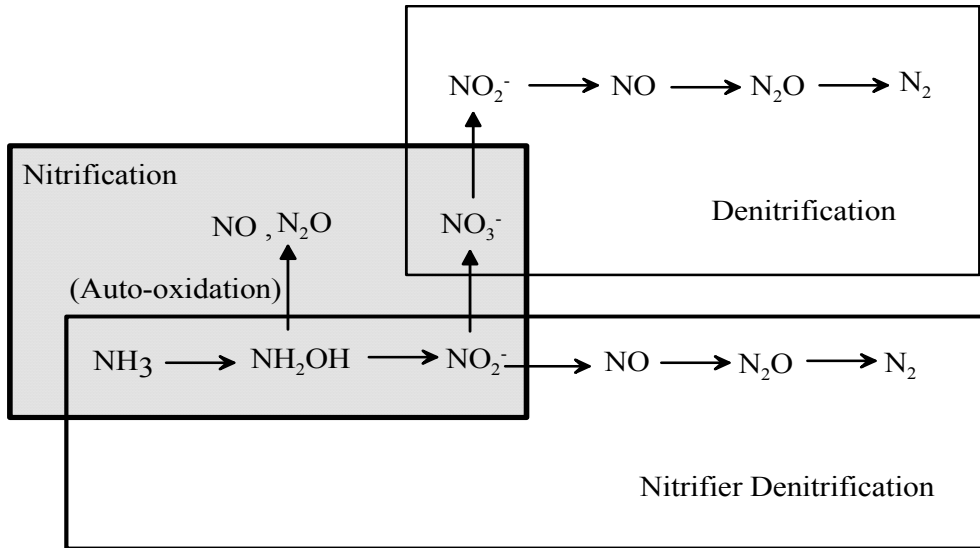 NO₂⁻ → NO → N₂O → N₂
Nitrification
Denitrification
NO , N₂O
NO₃⁻
(Auto-oxidation)
NH₃ → NH₂OH → NO₂⁻ → NO → N₂O → N₂
Nitrifier Denitrification